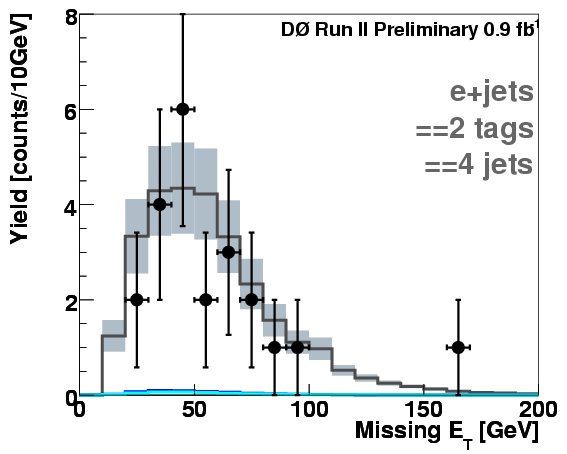 DØ Run II Preliminary 0.9 fb⁻¹
e+jets
==2 tags
==4 jets
Yield [counts/10GeV]
8
6
4
2
0
0 50 100 150 200
Missing E_T [GeV]